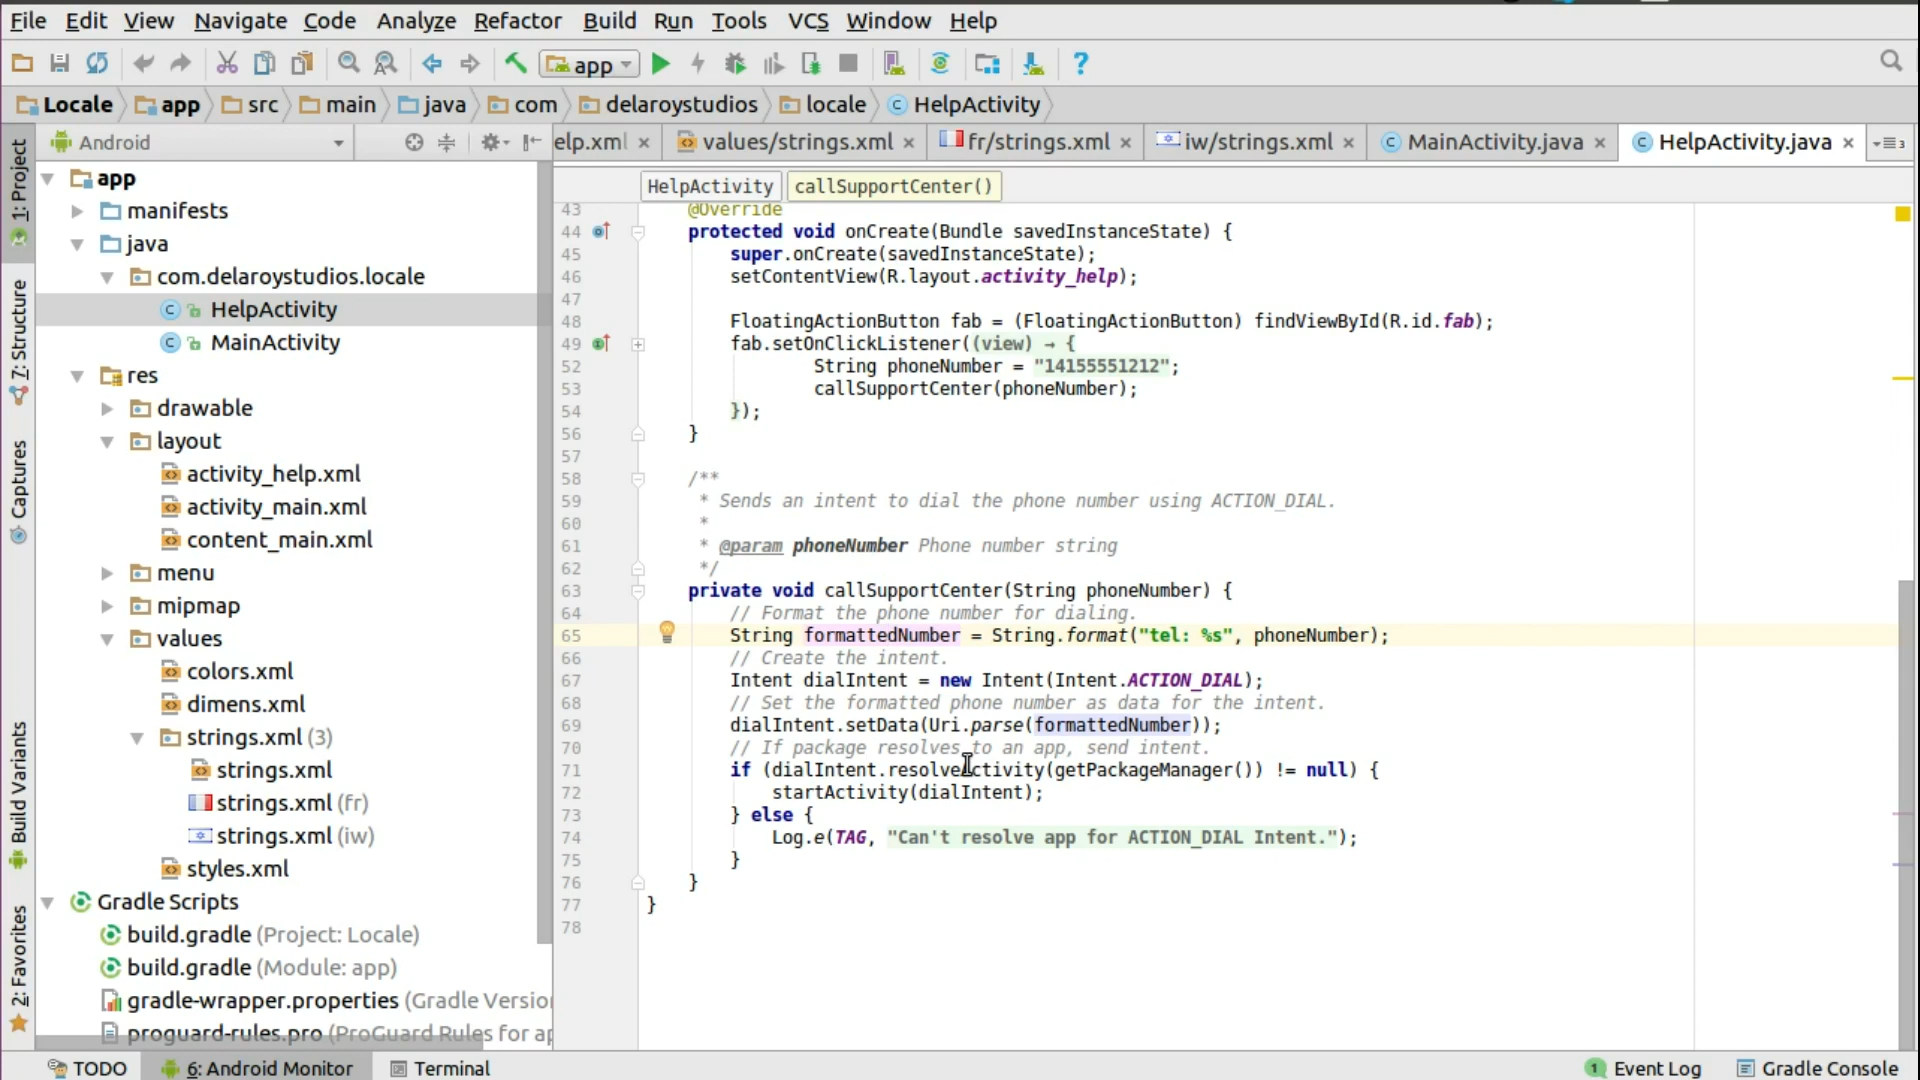 File Edit View Navigate Code Analyze Refactor Build Run Tools VCS Window Help
app
Locale app src main java com delaroystudios locale HelpActivity
Android
elp.xml values/strings.xml fr/strings.xml iw/strings.xml MainActivity.java HelpActivity.java 3
HelpActivity callSupportCenter()
1: Project
7: Structure
Captures
Build Variants
2: Favorites
app
manifests
java
com.delaroystudios.locale
HelpActivity
MainActivity
res
drawable
layout
activity_help.xml
activity_main.xml
content_main.xml
menu
mipmap
values
colors.xml
dimens.xml
strings.xml (3)
strings.xml
strings.xml (fr)
strings.xml (iw)
styles.xml
Gradle Scripts
build.gradle (Project: Locale)
build.gradle (Module: app)
gradle-wrapper.properties (Gradle Versio
proguard-rules.pro (ProGuard Rules for ap
43 @Override
44 protected void onCreate(Bundle savedInstanceState) {
45 super.onCreate(savedInstanceState);
46 setContentView(R.layout.activity_help);
47
48 FloatingActionButton fab = (FloatingActionButton) findViewById(R.id.fab);
49 fab.setOnClickListener((view) → {
52 String phoneNumber = "14155551212";
53 callSupportCenter(phoneNumber);
54 });
56 }
57
58 /**
59 * Sends an intent to dial the phone number using ACTION_DIAL.
60 *
61 * @param phoneNumber Phone number string
62 */
63 private void callSupportCenter(String phoneNumber) {
64 // Format the phone number for dialing.
65 String formattedNumber = String.format("tel: %s", phoneNumber);
66 // Create the intent.
67 Intent dialIntent = new Intent(Intent.ACTION_DIAL);
68 // Set the formatted phone number as data for the intent.
69 dialIntent.setData(Uri.parse(formattedNumber));
70 // If package resolves to an app, send intent.
71 if (dialIntent.resolveActivity(getPackageManager()) != null) {
72 startActivity(dialIntent);
73 } else {
74 Log.e(TAG, "Can't resolve app for ACTION_DIAL Intent.");
75 }
76 }
77 }
78
TODO 6: Android Monitor Terminal 1 Event Log Gradle Console